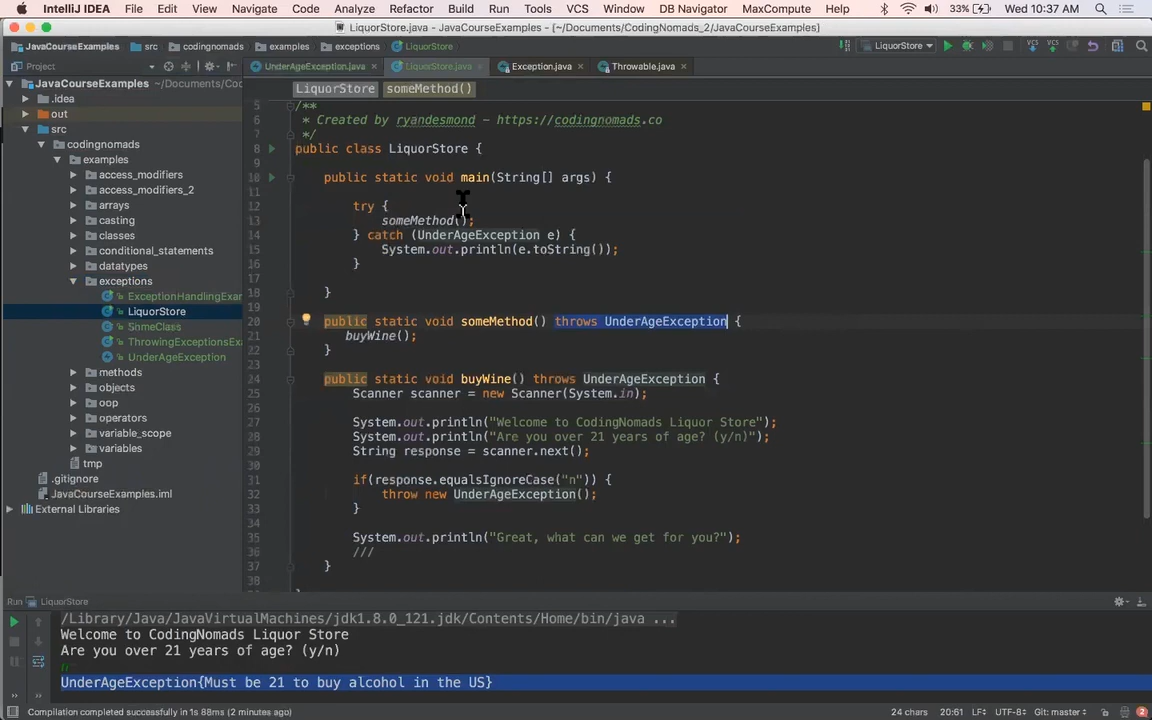 IntelliJ IDEA File Edit View Navigate Code Analyze Refactor Build Run Tools VCS Window DB Navigator MaxCompute Help 33% Wed 10:37 AM
LiquorStore.java - JavaCourseExamples - [~/Documents/CodingNomads_2/JavaCourseExamples]
JavaCourseExamples src codingnomads examples exceptions LiquorStore LiquorStore
Project UnderAgeException.java LiquorStore.java Exception.java Throwable.java
JavaCourseExamples ~/Documents/Co
.idea
out
src
codingnomads
examples
access_modifiers
access_modifiers_2
arrays
casting
classes
conditional_statements
datatypes
exceptions
ExceptionHandlingExa
LiquorStore
SomeClass
ThrowingExceptionsEx
UnderAgeException
methods
objects
oop
operators
variable_scope
variables
tmp
.gitignore
JavaCourseExamples.iml
External Libraries
LiquorStore someMethod()
5 /**
6 * Created by ryandesmond - https://codingnomads.co
7 */
8 public class LiquorStore {
9
10 public static void main(String[] args) {
11
12 try {
13 someMethod();
14 } catch (UnderAgeException e) {
15 System.out.println(e.toString());
16 }
17
18 }
19
20 public static void someMethod() throws UnderAgeException {
21 buyWine();
22 }
23
24 public static void buyWine() throws UnderAgeException {
25 Scanner scanner = new Scanner(System.in);
26
27 System.out.println("Welcome to CodingNomads Liquor Store");
28 System.out.println("Are you over 21 years of age? (y/n)");
29 String response = scanner.next();
30
31 if(response.equalsIgnoreCase("n")) {
32 throw new UnderAgeException();
33 }
34
35 System.out.println("Great, what can we get for you?");
36 ///
37 }
38
Run LiquorStore
/Library/Java/JavaVirtualMachines/jdk1.8.0_121.jdk/Contents/Home/bin/java ...
Welcome to CodingNomads Liquor Store
Are you over 21 years of age? (y/n)
n
UnderAgeException{Must be 21 to buy alcohol in the US}
Compilation completed successfully in 1s 88ms (2 minutes ago) 24 chars 20:61 LF÷ UTF-8÷ Git: master÷ 2